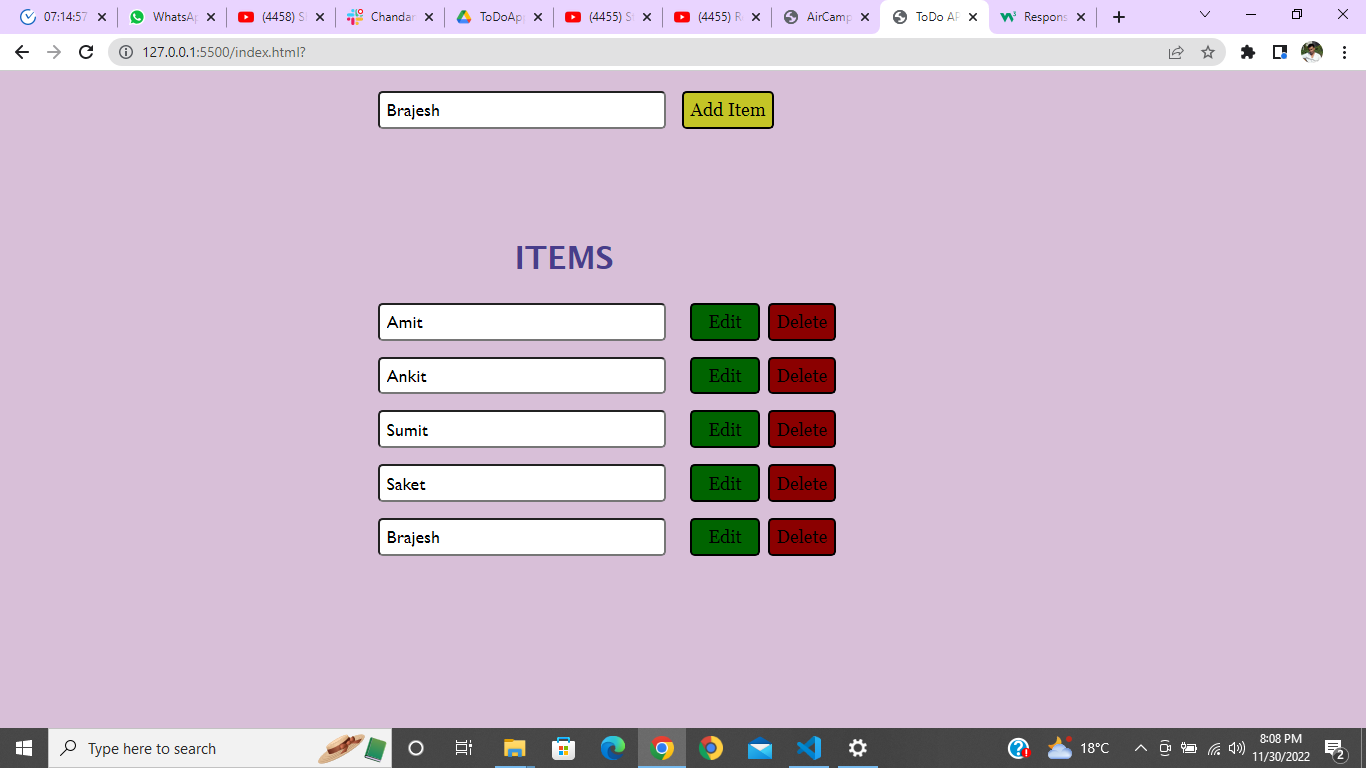 07:14:57
WhatsAp
(4458) S
Chandar
ToDoApp
(4455) S
(4455) R
AirCamp
ToDo AP
Respons
127.0.0.1:5500/index.html?
Brajesh
Add Item
ITEMS
Amit Edit Delete
Ankit Edit Delete
Sumit Edit Delete
Saket Edit Delete
Brajesh Edit Delete
Type here to search
18°C
8:08 PM
11/30/2022
2